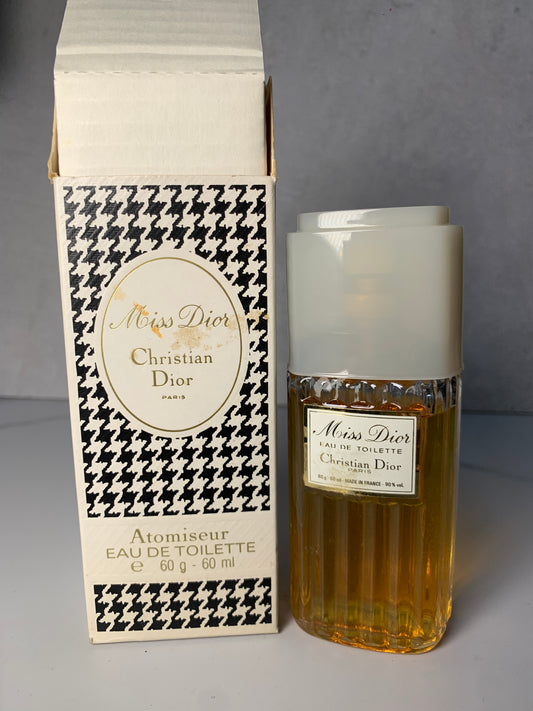 Miss Dior
Christian
Dior
PARIS
Atomiseur
EAU DE TOILETTE
e 60 g - 60 ml
Miss Dior
EAU DE TOILETTE
Christian Dior
PARIS
60 g - 60 ml - MADE IN FRANCE - 90% vol.